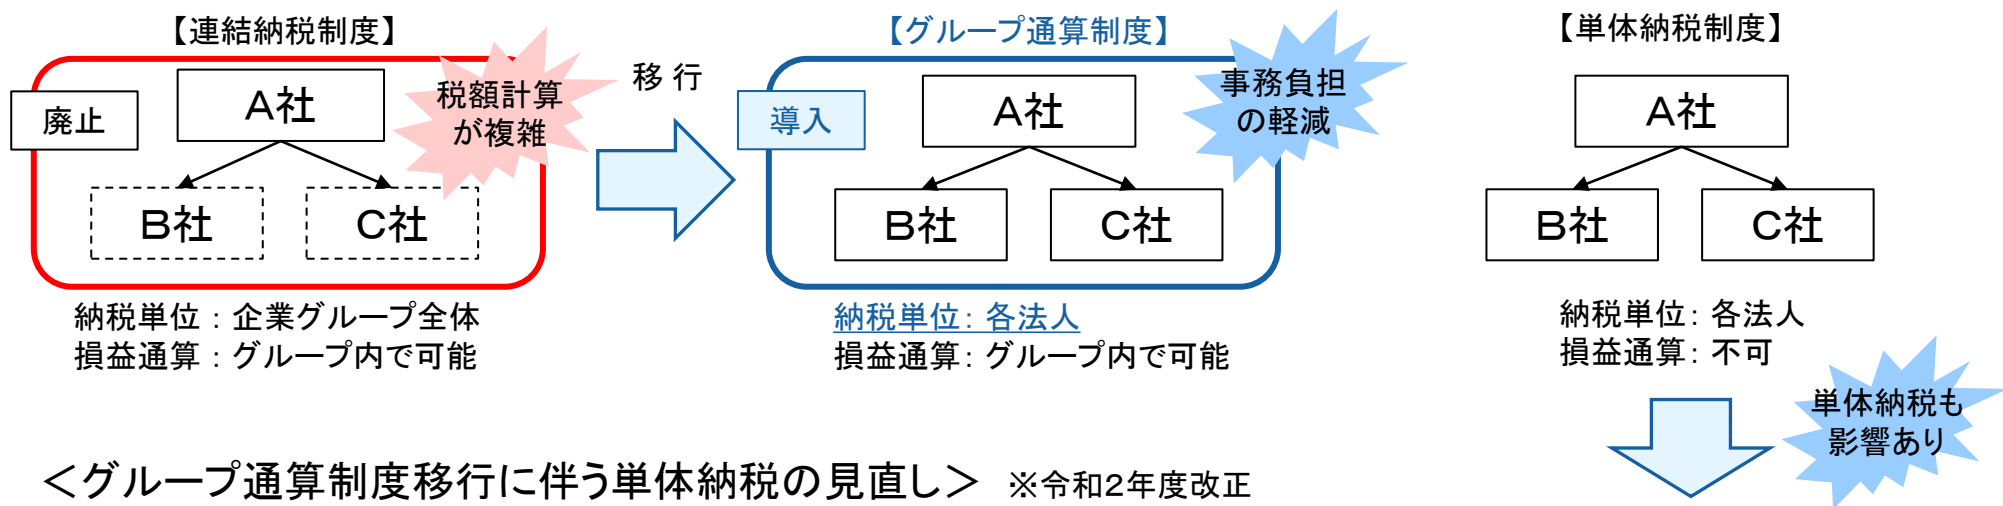 【連結納税制度】
廃止
A社
税額計算
が複雑
B社
C社
納税単位：企業グループ全体
損益通算：グループ内で可能
移 行
【グループ通算制度】
導入
A社
事務負担
の軽減
B社
C社
納税単位：各法人
損益通算：グループ内で可能
【単体納税制度】
A社
B社
C社
納税単位：各法人
損益通算：不可
単体納税も
影響あり
＜グループ通算制度移行に伴う単体納税の見直し＞ ※令和2年度改正